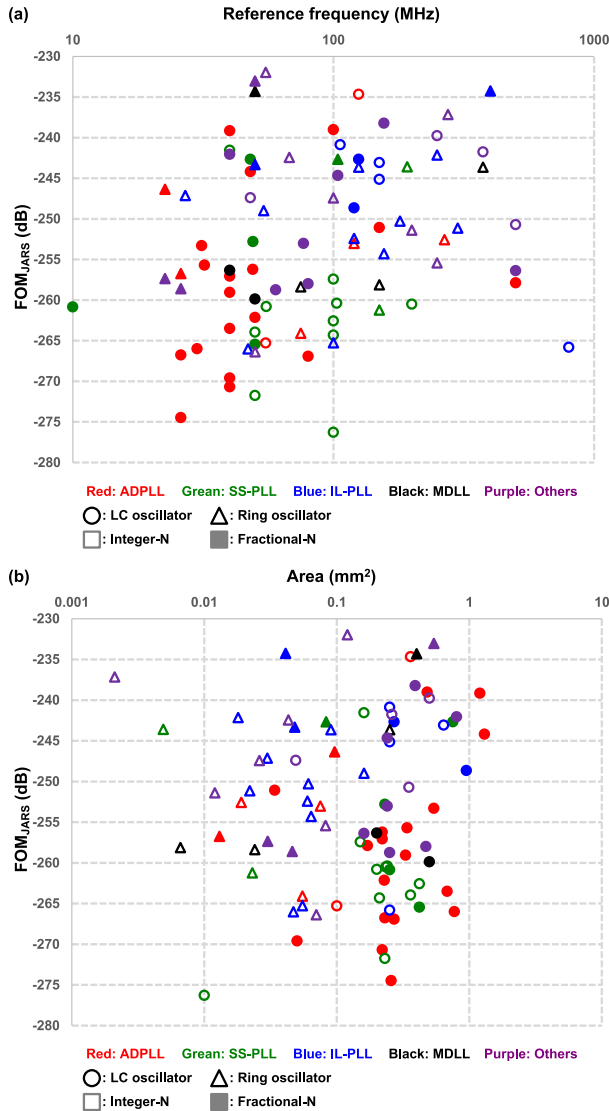 (a)
Reference frequency (MHz)
10 100 1000
-230
-235
-240
-245
-250
-255
-260
-265
-270
-275
-280
FOMJARS (dB)
Red: ADPLL Grean: SS-PLL Blue: IL-PLL Black: MDLL Purple: Others
: LC oscillator : Ring oscillator
: Integer-N : Fractional-N
(b)
Area (mm²)
0.001 0.01 0.1 1 10
-230
-235
-240
-245
-250
-255
-260
-265
-270
-275
-280
FOMJARS (dB)
Red: ADPLL Green: SS-PLL Blue: IL-PLL Black: MDLL Purple: Others
: LC oscillator : Ring oscillator
: Integer-N : Fractional-N